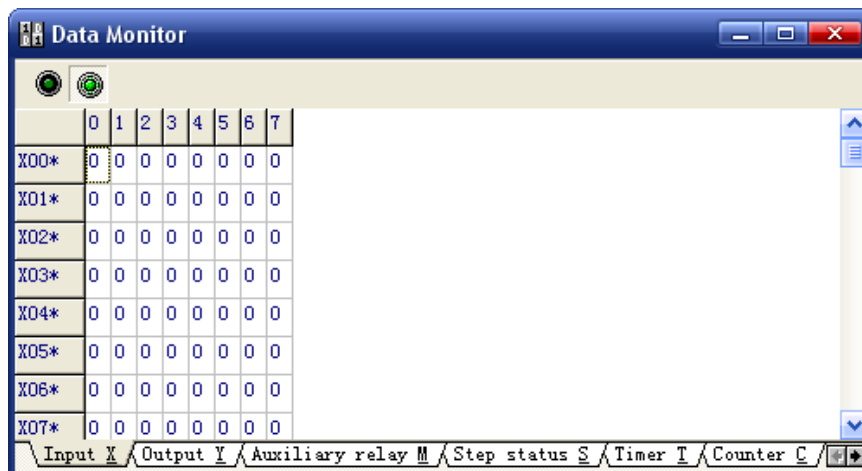 Data Monitor
0 1 2 3 4 5 6 7
X00* 0 0 0 0 0 0 0 0
X01* 0 0 0 0 0 0 0 0
X02* 0 0 0 0 0 0 0 0
X03* 0 0 0 0 0 0 0 0
X04* 0 0 0 0 0 0 0 0
X05* 0 0 0 0 0 0 0 0
X06* 0 0 0 0 0 0 0 0
X07* 0 0 0 0 0 0 0 0
Input X Output Y Auxiliary relay M Step status S Timer T Counter C